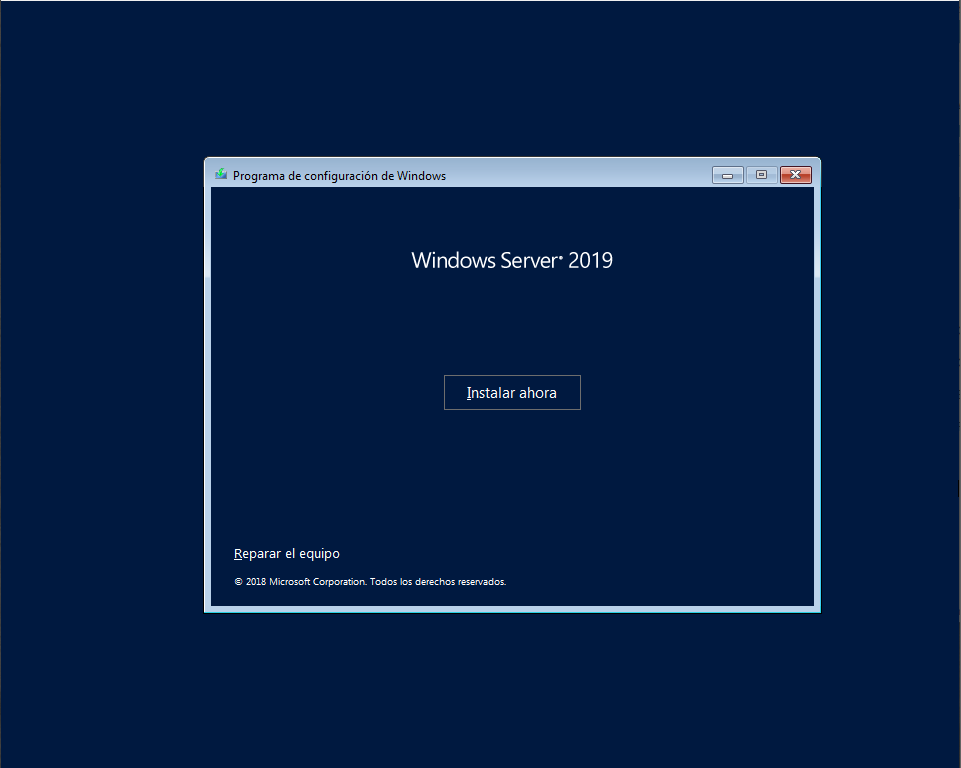 Programa de configuración de Windows
Windows Server® 2019
Instalar ahora
Reparar el equipo
© 2018 Microsoft Corporation. Todos los derechos reservados.